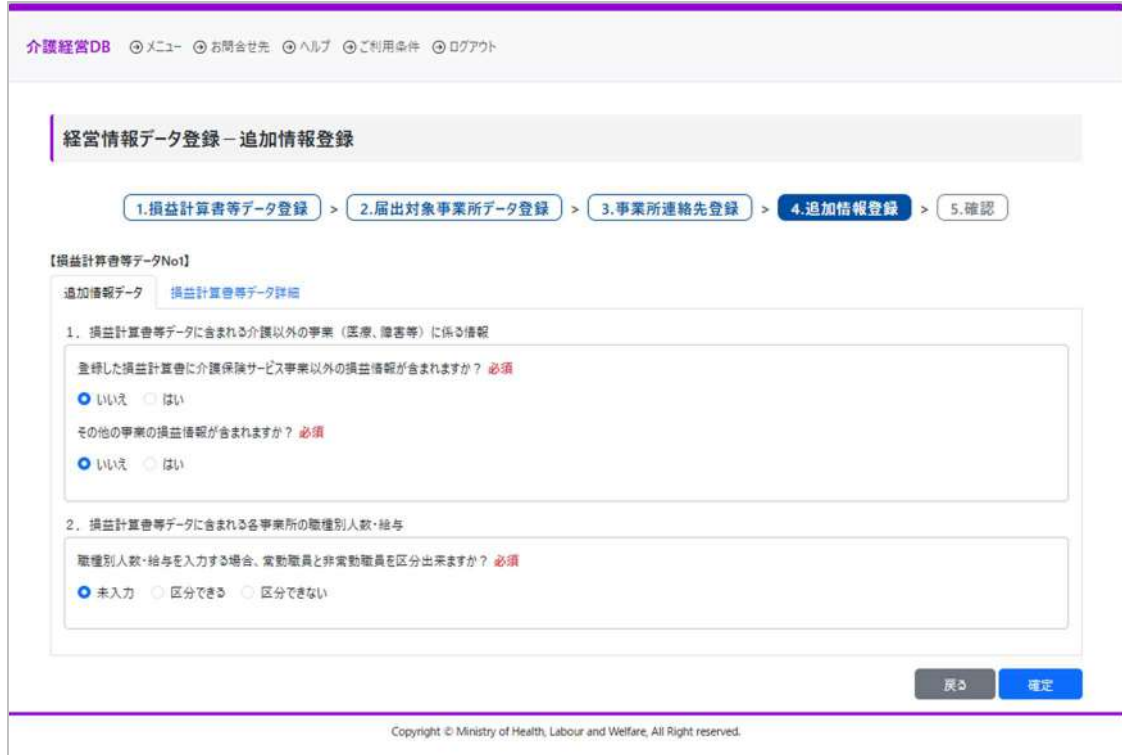 介護経営DB メニュー お問合せ先 ヘルプ ご利用条件 ログアウト
経営情報データ登録－追加情報登録
1.損益計算書等データ登録 > 2.届出対象事業所データ登録 > 3.事業所連絡先登録 > 4.追加情報登録 > 5.確認
【損益計算書等データNo1】
追加情報データ 損益計算書等データ詳細
1．損益計算書等データに含まれる介護以外の事業（医療、障害等）に係る情報
登録した損益計算書に介護保険サービス事業以外の損益情報が含まれますか？ 必須
いいえ はい
その他の事業の損益情報が含まれますか？ 必須
いいえ はい
2．損益計算書等データに含まれる各事業所の職種別人数・給与
職種別人数・給与を入力する場合、常勤職員と非常勤職員を区分出来ますか？ 必須
未入力 区分できる 区分できない
戻る 確定
Copyright © Ministry of Health, Labour and Welfare, All Right reserved.